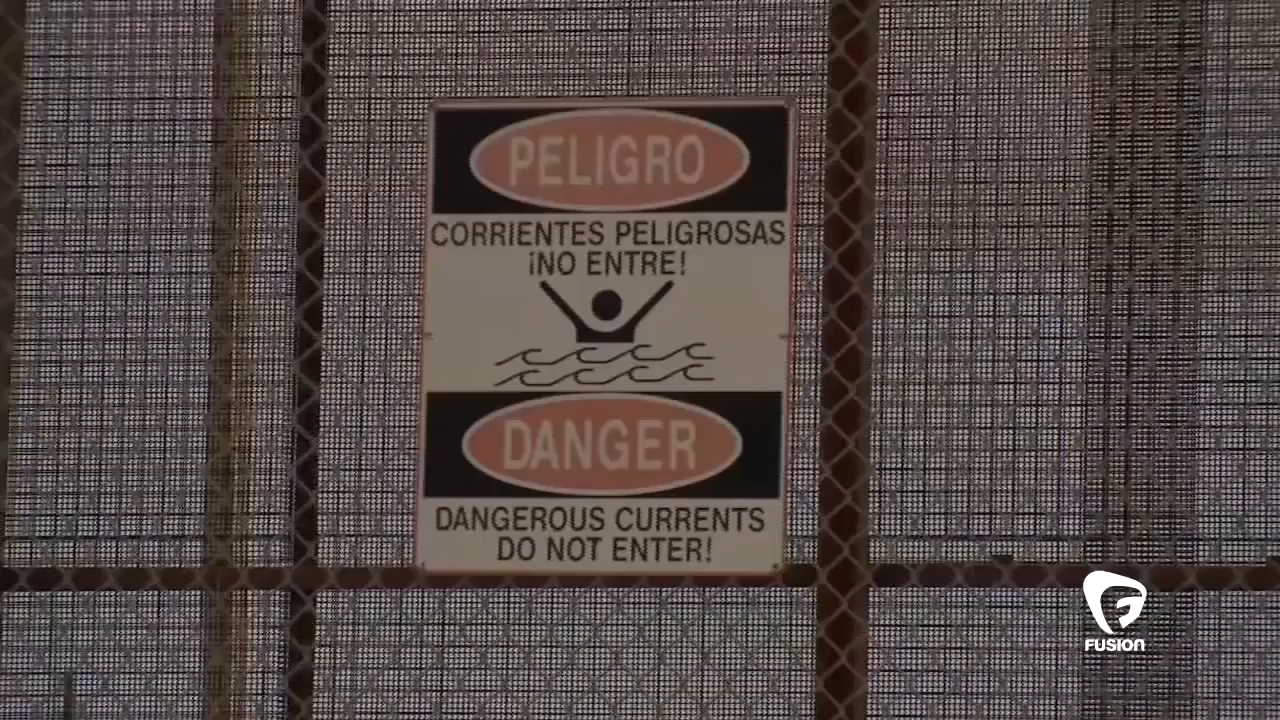 PELIGRO
CORRIENTES PELIGROSAS
¡NO ENTRE!
DANGER
DANGEROUS CURRENTS
DO NOT ENTER!
FUSION